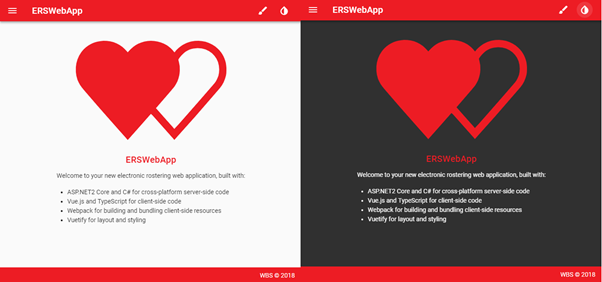 ERSWebApp
ERSWebApp
Welcome to your new electronic rostering web application, built with:
ASP.NET2 Core and C# for cross-platform server-side code
Vue.js and TypeScript for client-side code
Webpack for building and bundling client-side resources
Vuetify for layout and styling
WBS © 2018
ERSWebApp
ERSWebApp
Welcome to your new electronic rostering web application, built with:
ASP.NET2 Core and C# for cross-platform server-side code
Vue.js and TypeScript for client-side code
Webpack for building and bundling client-side resources
Vuetify for layout and styling
WBS © 2018